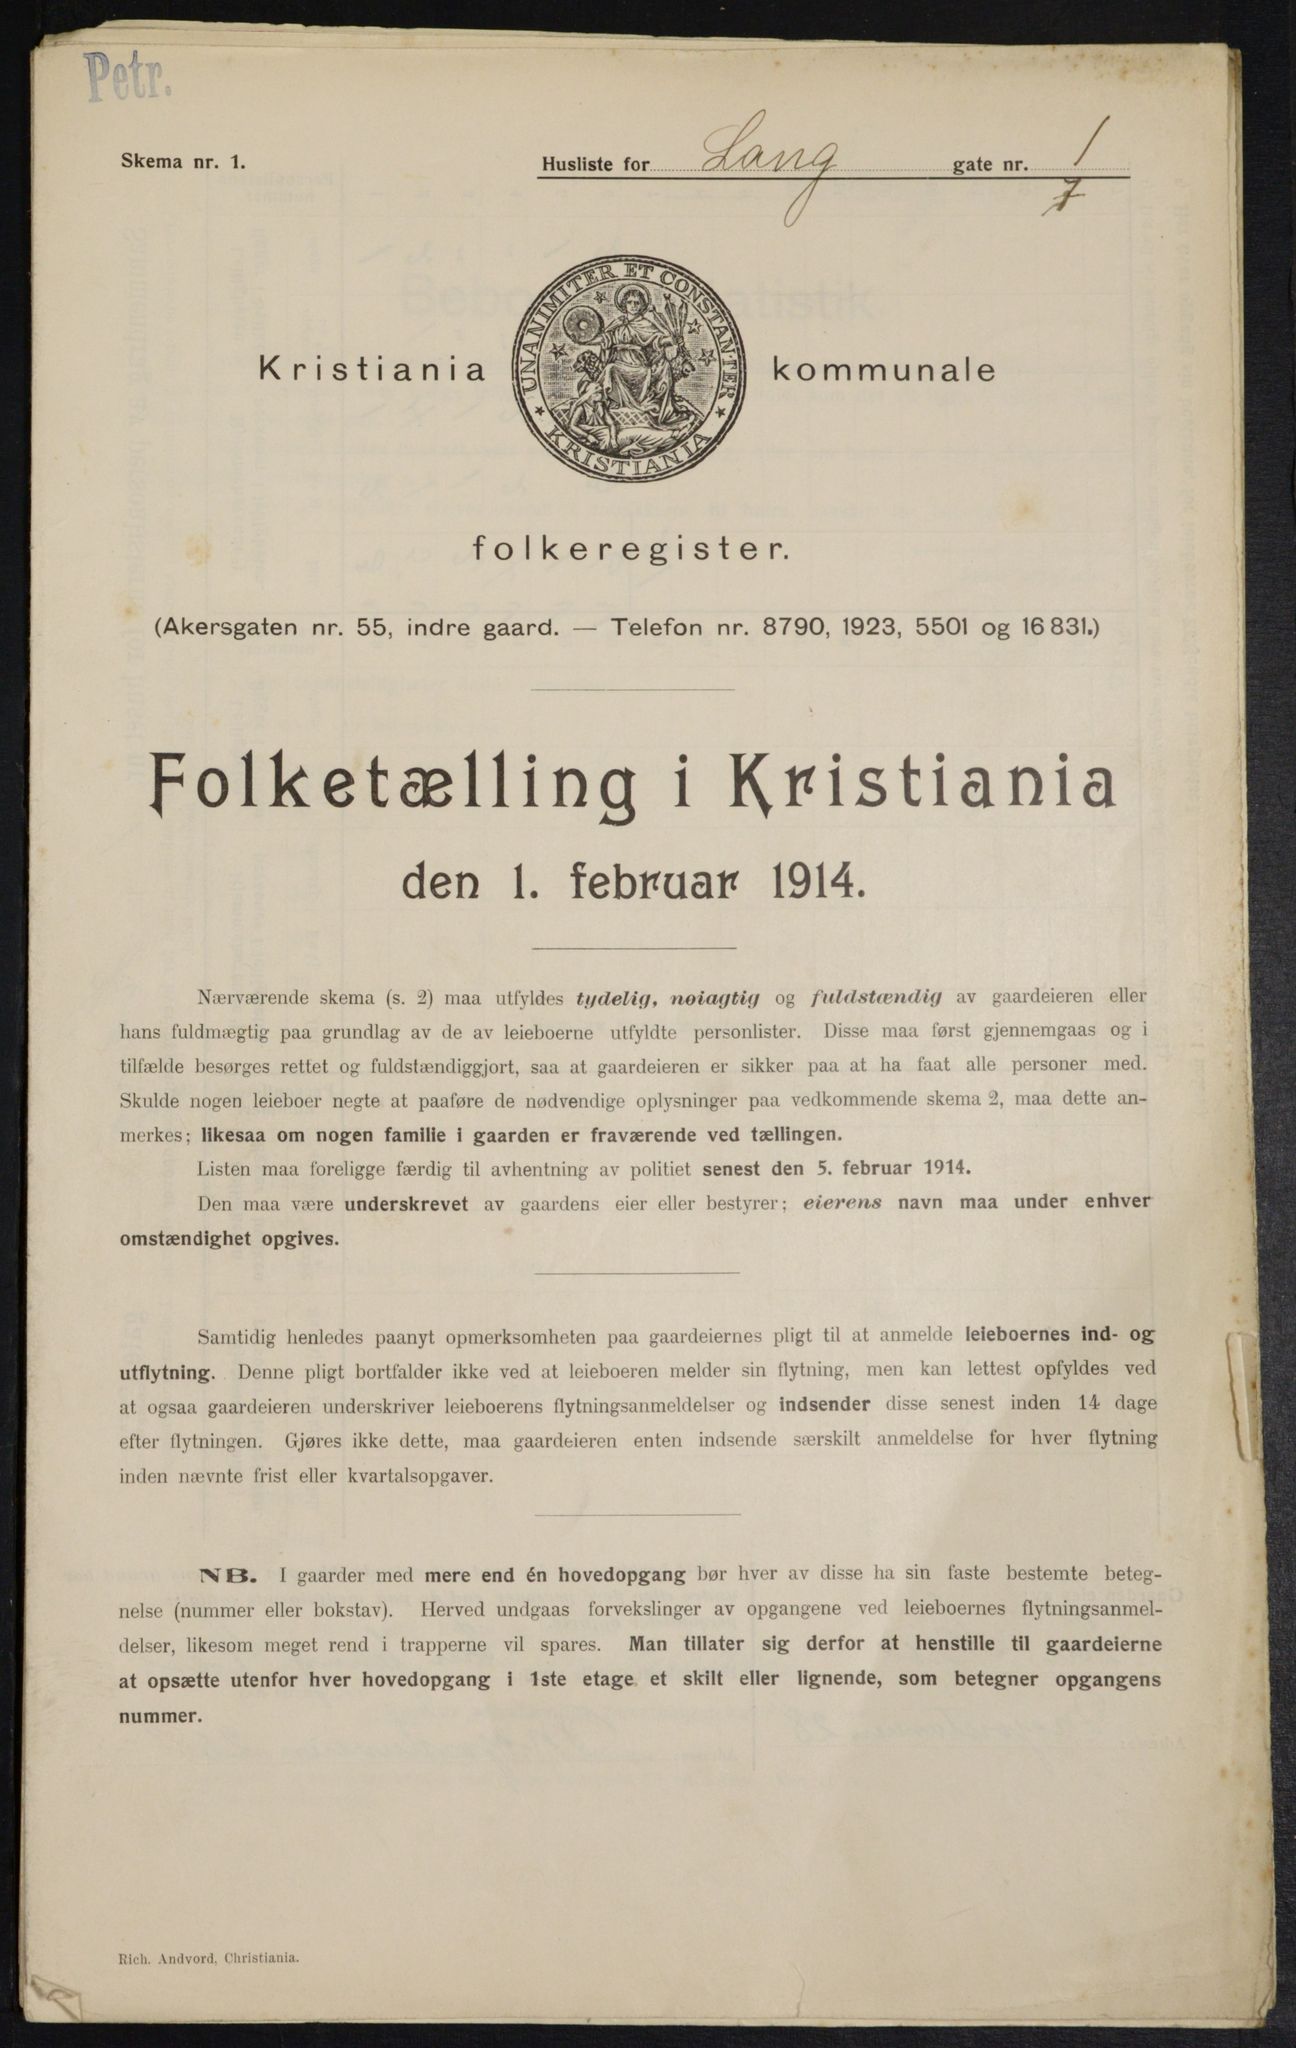 Petr.
Skema nr. 1.
Husliste for Lang gate nr. 1
7
UNANIMITER ET CONSTANTER
KRISTIANIA
Kristiania kommunale
folkeregister.
(Akersgaten nr. 55, indre gaard. — Telefon nr. 8790, 1923, 5501 og 16 831.)
Folketælling i Kristiania
den 1. februar 1914.
Nærværende skema (s. 2) maa utfyldes tydelig, nøiagtig og fuldstændig av gaardeieren eller
hans fuldmægtig paa grundlag av de av leieboerne utfyldte personlister. Disse maa først gjennemgaas og i
tilfælde besørges rettet og fuldstændiggjort, saa at gaardeieren er sikker paa at ha faat alle personer med.
Skulde nogen leieboer negte at paaføre de nødvendige oplysninger paa vedkommende skema 2, maa dette an-
merkes; likesaa om nogen familie i gaarden er fraværende ved tællingen.
Listen maa foreligge færdig til avhentning av politiet senest den 5. februar 1914.
Den maa være underskrevet av gaardens eier eller bestyrer; eierens navn maa under enhver
omstændighet opgives.
Samtidig henledes paanyt opmerksomheten paa gaardeiernes pligt til at anmelde leieboernes ind- og
utflytning. Denne pligt bortfalder ikke ved at leieboeren melder sin flytning, men kan lettest opfyldes ved
at ogsaa gaardeieren underskriver leieboerens flytningsanmeldelser og indsender disse senest inden 14 dage
efter flytningen. Gjøres ikke dette, maa gaardeieren enten indsende særskilt anmeldelse for hver flytning
inden nævnte frist eller kvartalsopgaver.
NB. I gaarder med mere end én hovedopgang bør hver av disse ha sin faste bestemte beteg-
nelse (nummer eller bokstav). Herved undgaas forvekslinger av opgangene ved leieboernes flytningsanmel-
delser, likesom meget rend i trapperne vil spares. Man tillater sig derfor at henstille til gaardeierne
at opsætte utenfor hver hovedopgang i 1ste etage et skilt eller lignende, som betegner opgangens
nummer.
Rich. Andvord, Christiania.